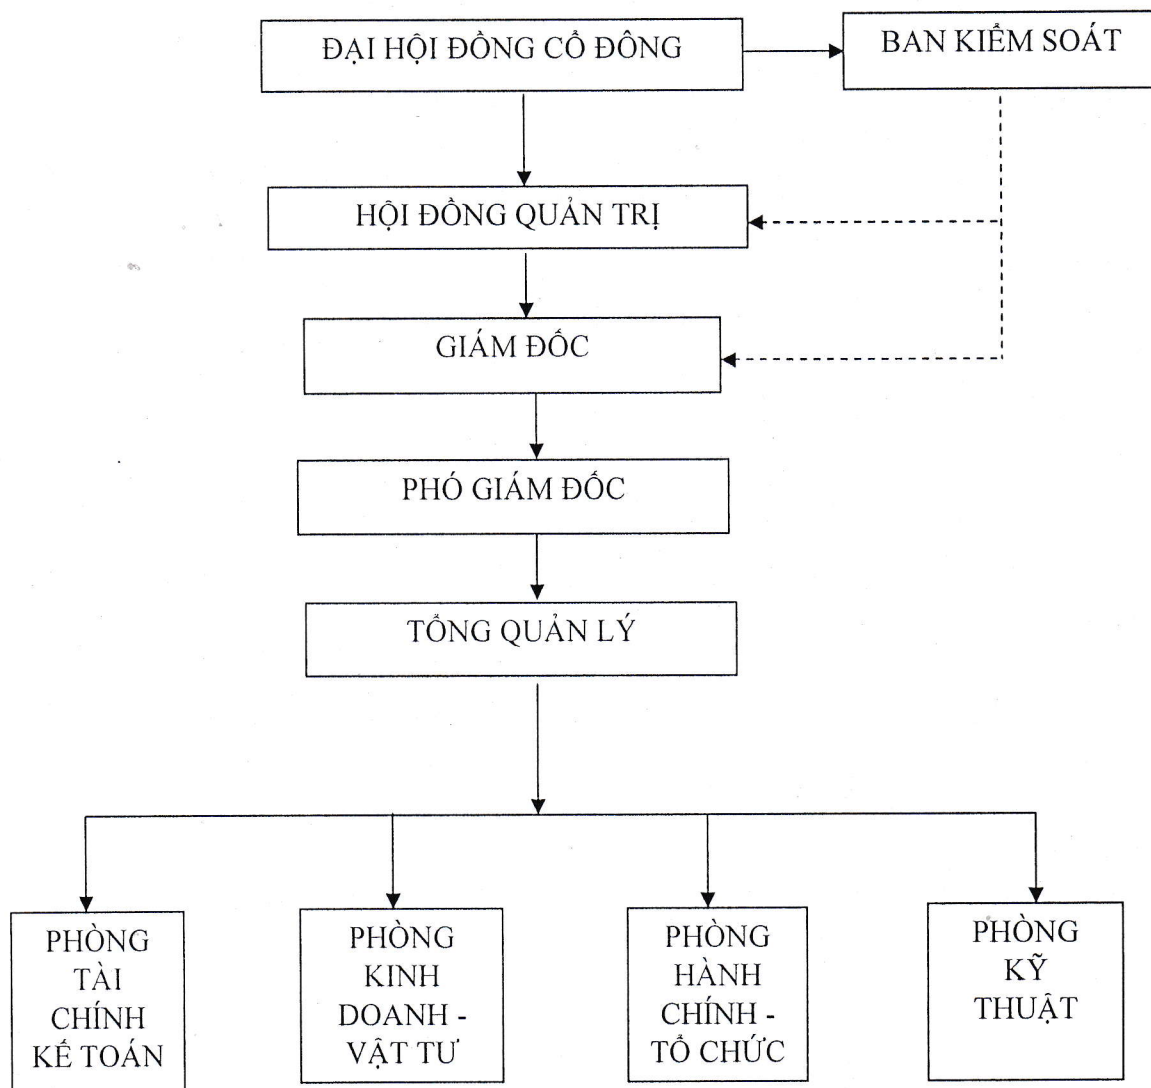 ĐẠI HỘI ĐỒNG CỔ ĐÔNG
BAN KIỂM SOÁT
HỘI ĐỒNG QUẢN TRỊ
GIÁM ĐỐC
PHÓ GIÁM ĐỐC
TỔNG QUẢN LÝ
PHÒNG
TÀI
CHÍNH
KẾ TOÁN
PHÒNG
KINH
DOANH -
VẬT TƯ
PHÒNG
HÀNH
CHÍNH -
TỔ CHỨC
PHÒNG
KỸ
THUẬT